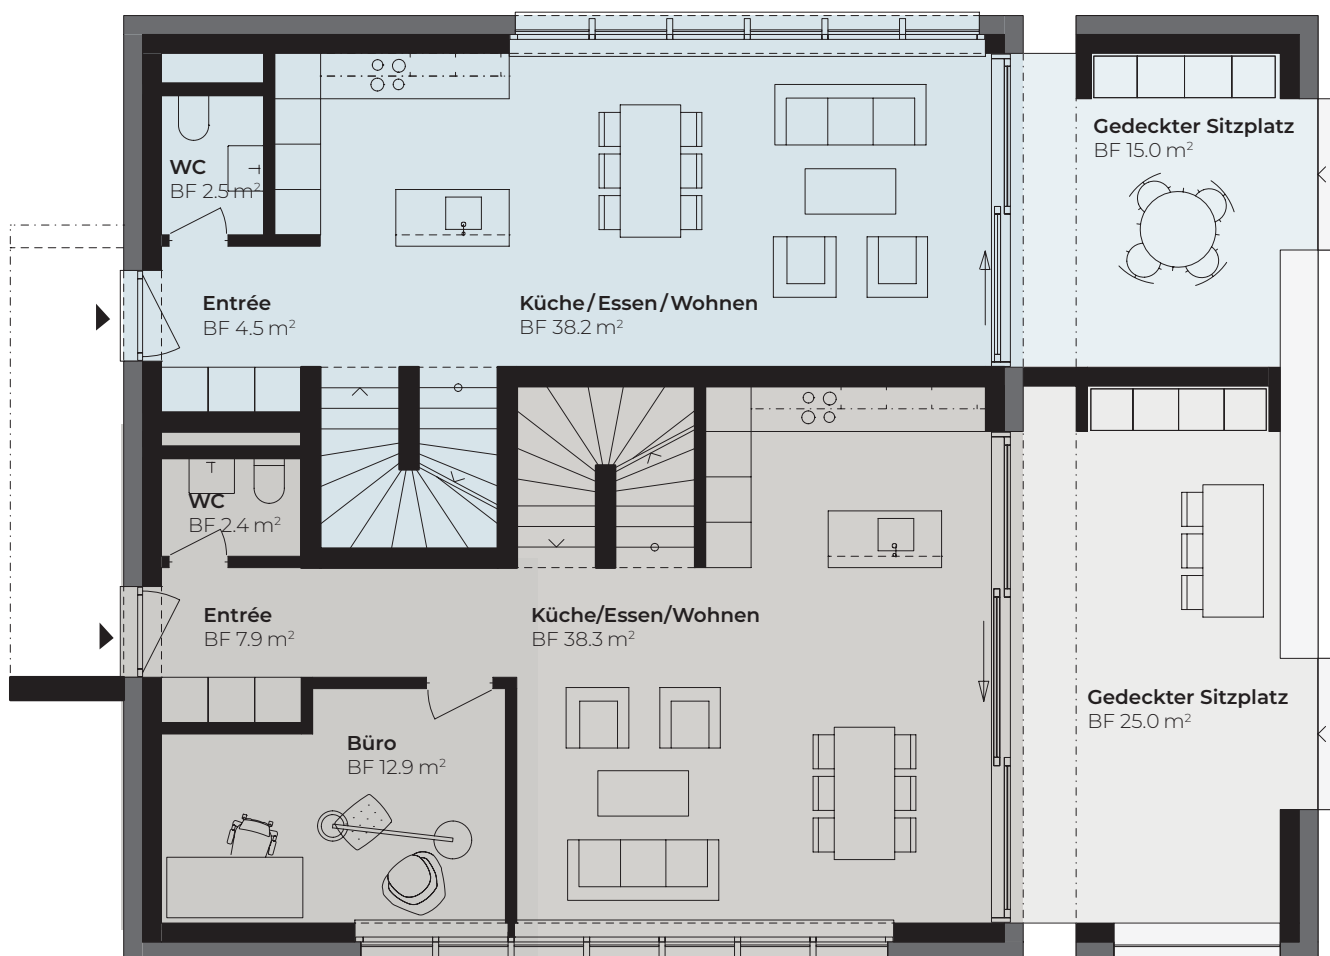 WC
BF 2.5 m²
Entrée
BF 4.5 m²
Küche/Essen/Wohnen
BF 38.2 m²
Gedeckter Sitzplatz
BF 15.0 m²
WC
BF 2.4 m²
Entrée
BF 7.9 m²
Küche/Essen/Wohnen
BF 38.3 m²
Büro
BF 12.9 m²
Gedeckter Sitzplatz
BF 25.0 m²